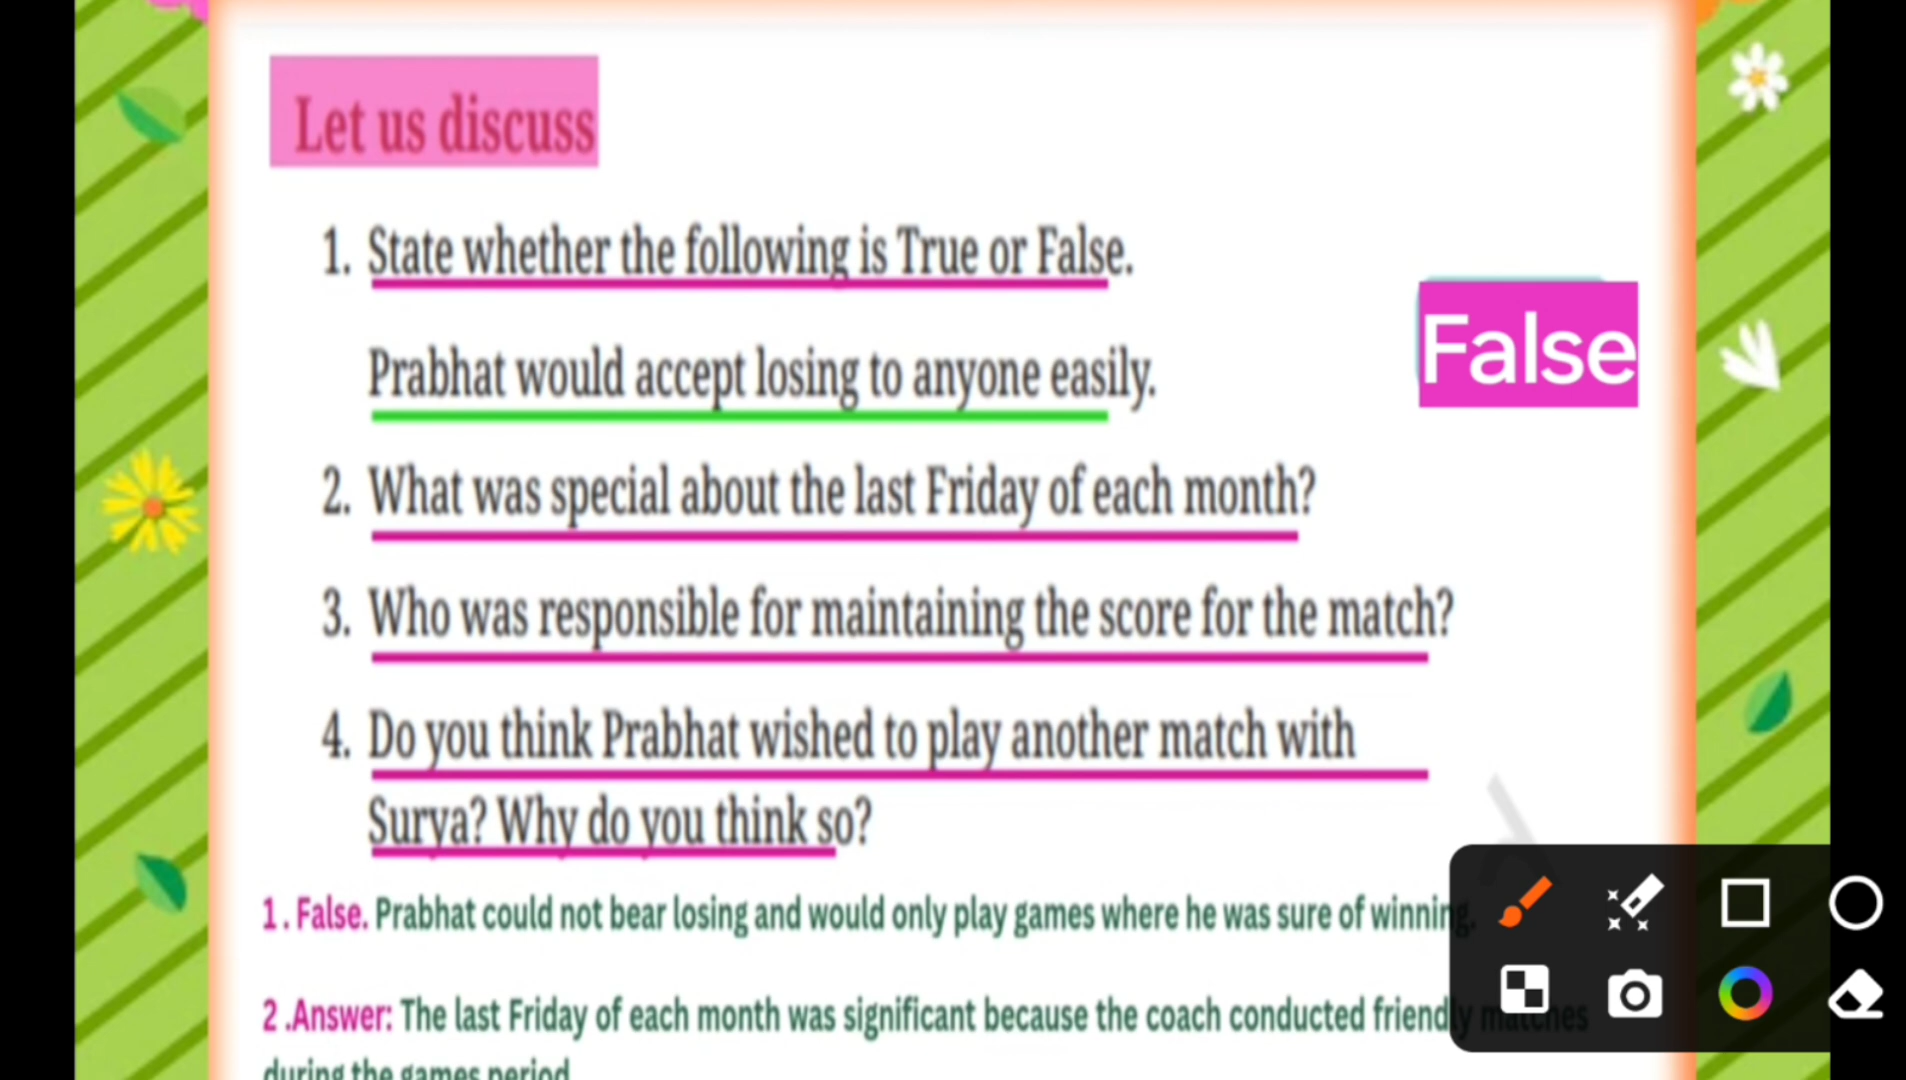 Let us discuss
1. State whether the following is True or False.
False
Prabhat would accept losing to anyone easily.
2. What was special about the last Friday of each month?
3. Who was responsible for maintaining the score for the match?
4. Do you think Prabhat wished to play another match with
Surya? Why do you think so?
1 . False. Prabhat could not bear losing and would only play games where he was sure of winning.
2 .Answer: The last Friday of each month was significant because the coach conducted friendly matches
during the games period